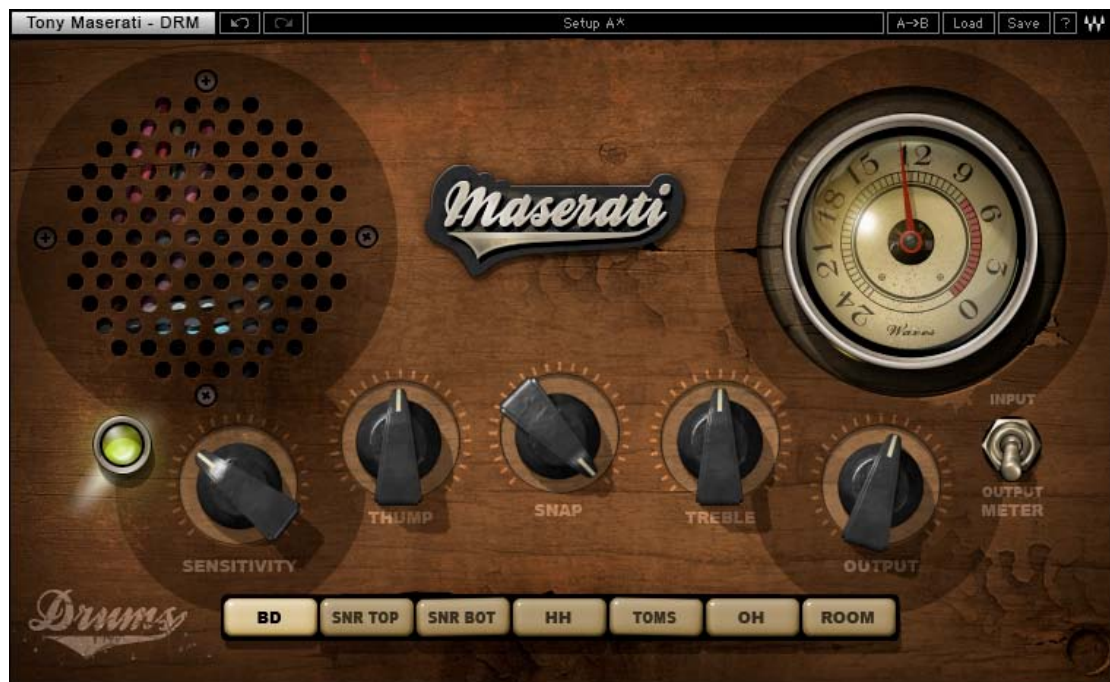 Tony Maserati - DRM
Setup A*
A->B Load Save ?
Maserati
24 21 18 15 12 9 6 3 0
Waves
INPUT
OUTPUT
METER
SENSITIVITY
THUMP
SNAP
TREBLE
OUTPUT
Drums
BD SNR TOP SNR BOT HH TOMS OH ROOM